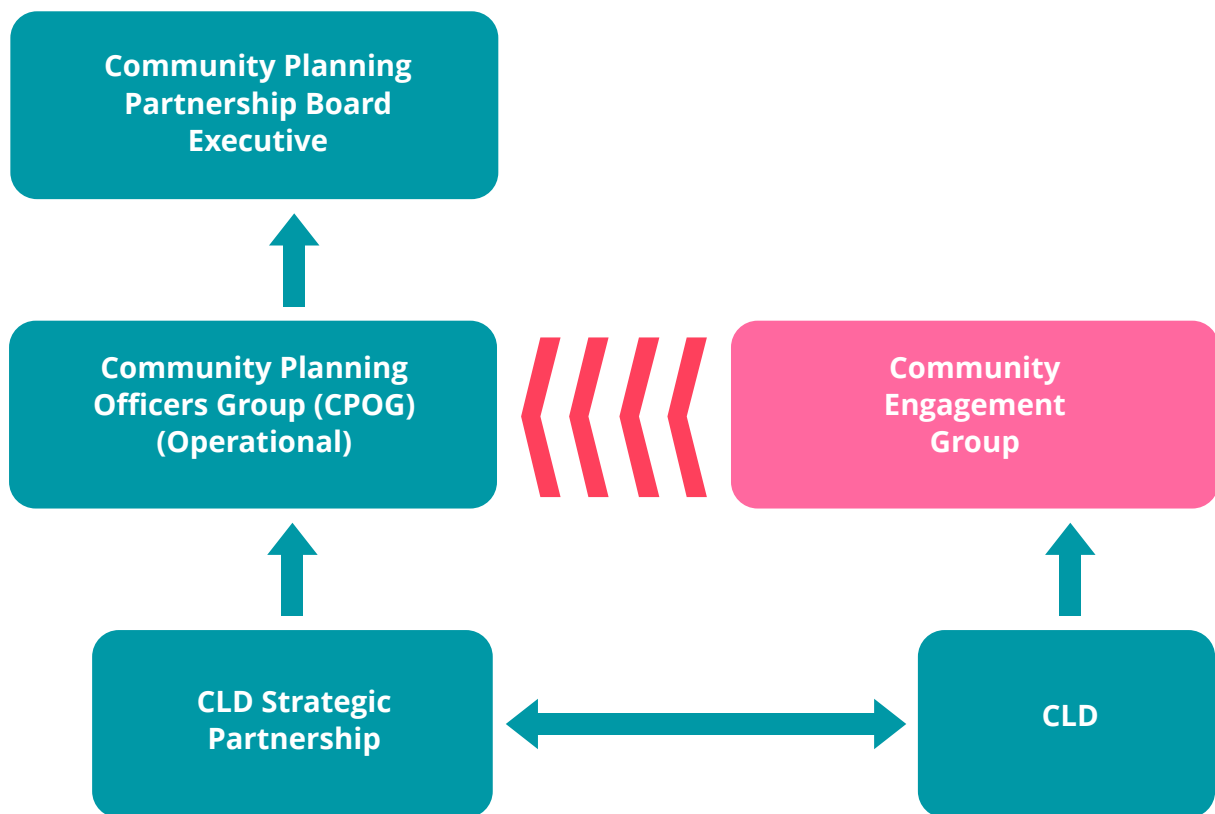 Community Planning
Partnership Board
Executive
Community Planning
Officers Group (CPOG)
(Operational)
Community
Engagement
Group
CLD Strategic
Partnership
CLD